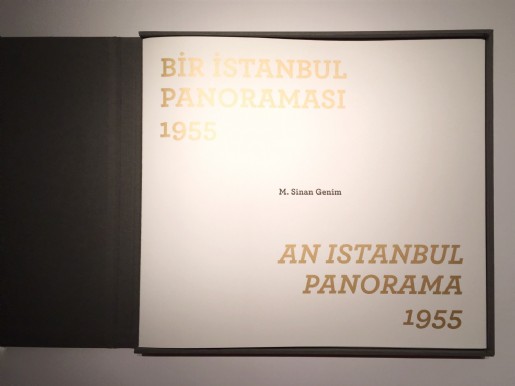 BİR İSTANBUL
PANORAMASI
1955
M. Sinan Genim
AN ISTANBUL
PANORAMA
1955